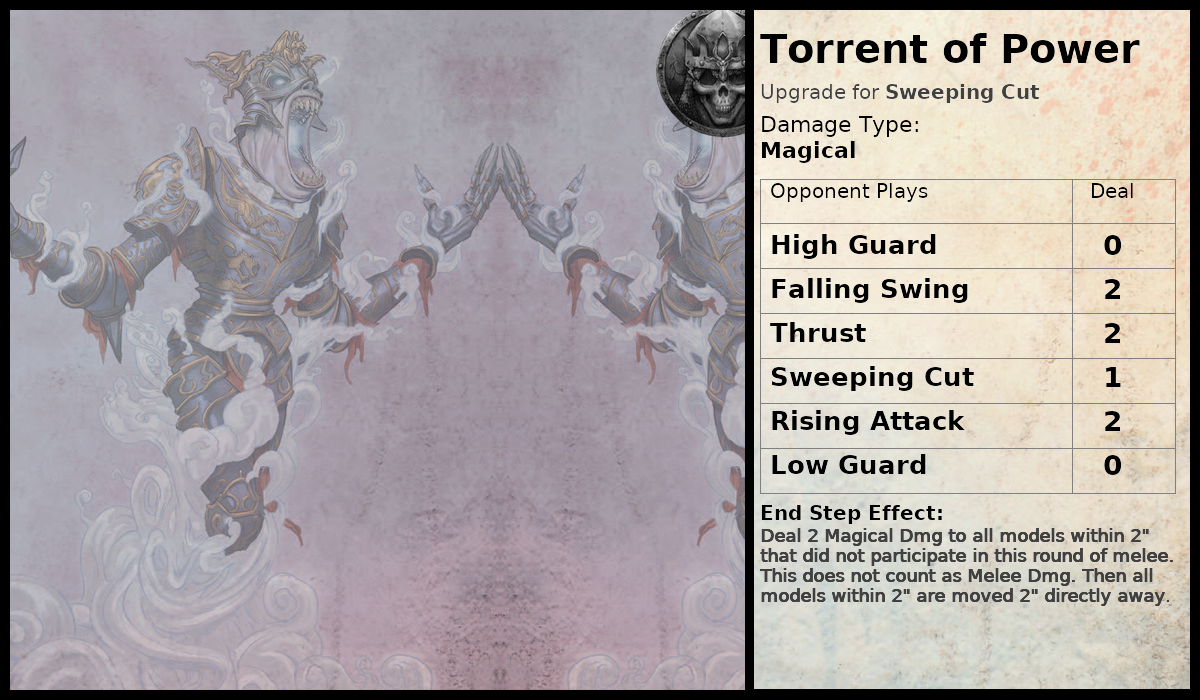 Torrent of Power
Upgrade for Sweeping Cut
Damage Type:
Magical
Opponent Plays Deal
High Guard 0
Falling Swing 2
Thrust 2
Sweeping Cut 1
Rising Attack 2
Low Guard 0
End Step Effect:
Deal 2 Magical Dmg to all models within 2"
that did not participate in this round of melee.
This does not count as Melee Dmg. Then all
models within 2" are moved 2" directly away.